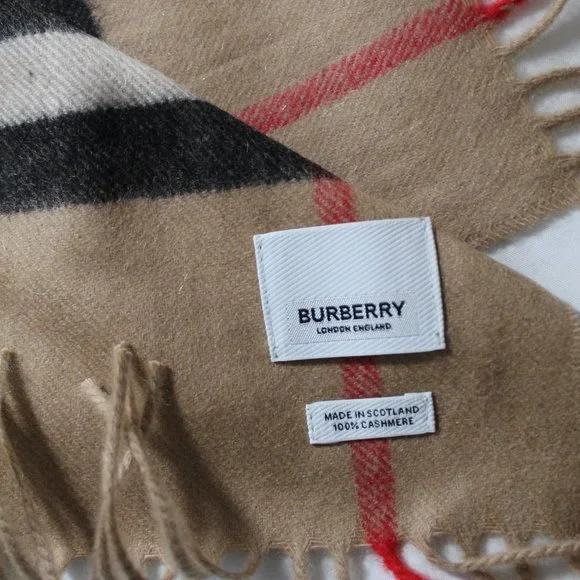 BURBERRY
LONDON ENGLAND
MADE IN SCOTLAND
100% CASHMERE